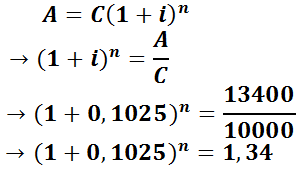 A = C(1 + i)ⁿ
→ (1 + i)ⁿ = A/C
→ (1 + 0,1025)ⁿ = 13400/10000
→ (1 + 0,1025)ⁿ = 1,34